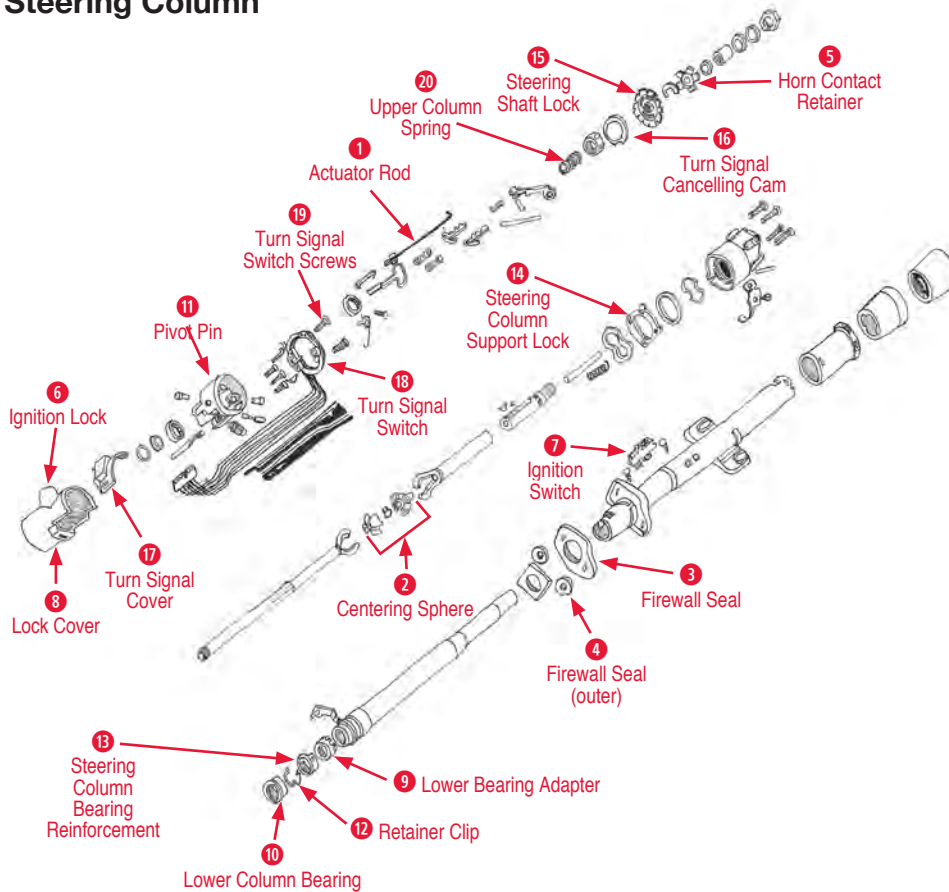 Steering Column
15
Steering
Shaft Lock
5
Horn Contact
Retainer
20
Upper Column
Spring
16
Turn Signal
Cancelling Cam
1
Actuator Rod
19
Turn Signal
Switch Screws
14
Steering
Column
Support Lock
11
Pivot Pin
18
Turn Signal
Switch
6
Ignition Lock
7
Ignition
Switch
17
Turn Signal
Cover
8
Lock Cover
2
Centering Sphere
3
Firewall Seal
4
Firewall Seal
(outer)
13
Steering
Column
Bearing
Reinforcement
9 Lower Bearing Adapter
12 Retainer Clip
10
Lower Column Bearing